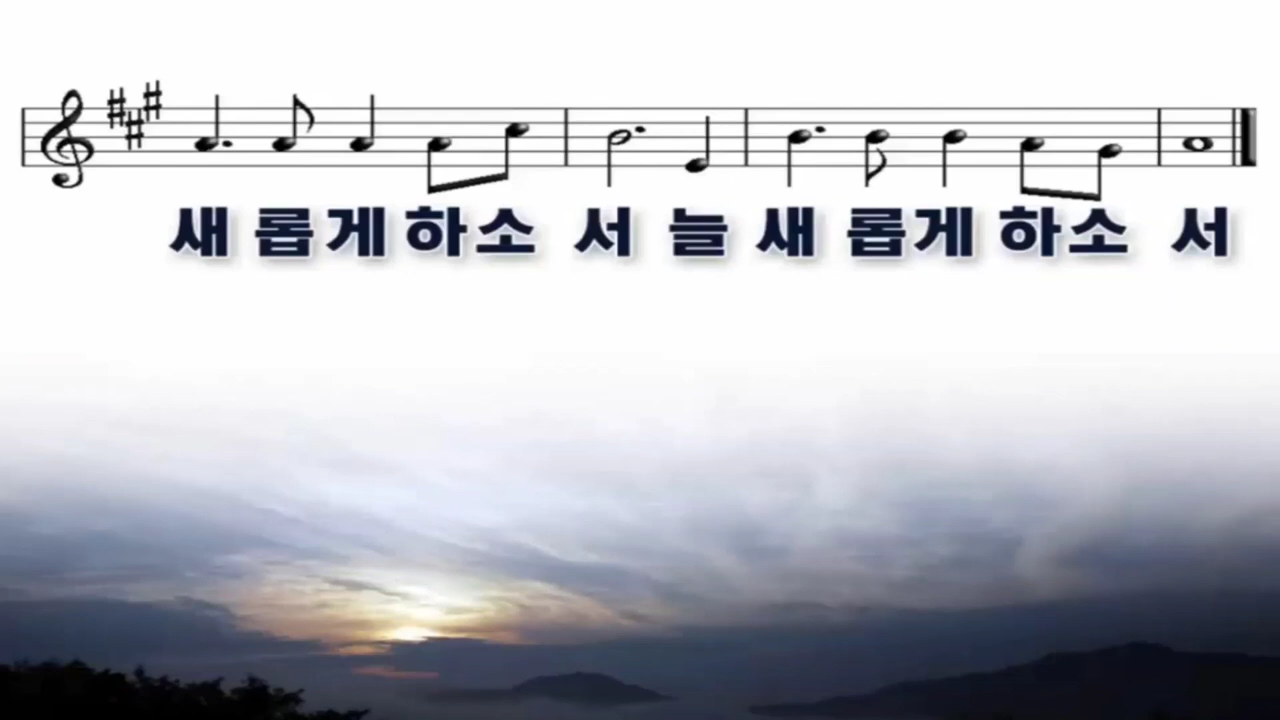 새 롭게 하소 서 늘 새 롭게 하소 서